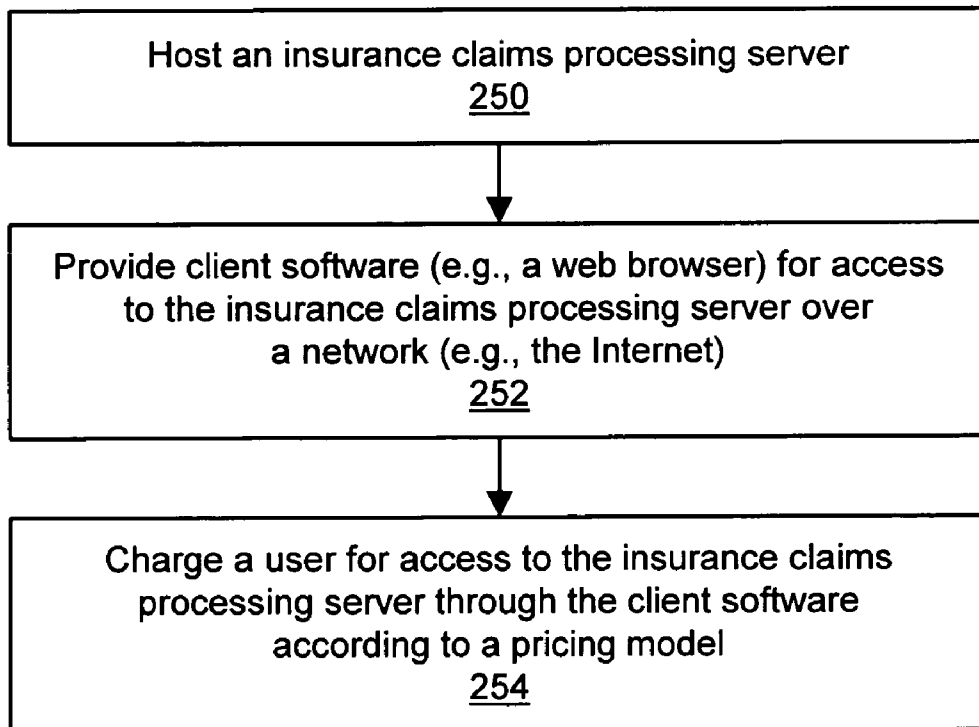 Host an insurance claims processing server
250
Provide client software (e.g., a web browser) for access
to the insurance claims processing server over
a network (e.g., the Internet)
252
Charge a user for access to the insurance claims
processing server through the client software
according to a pricing model
254